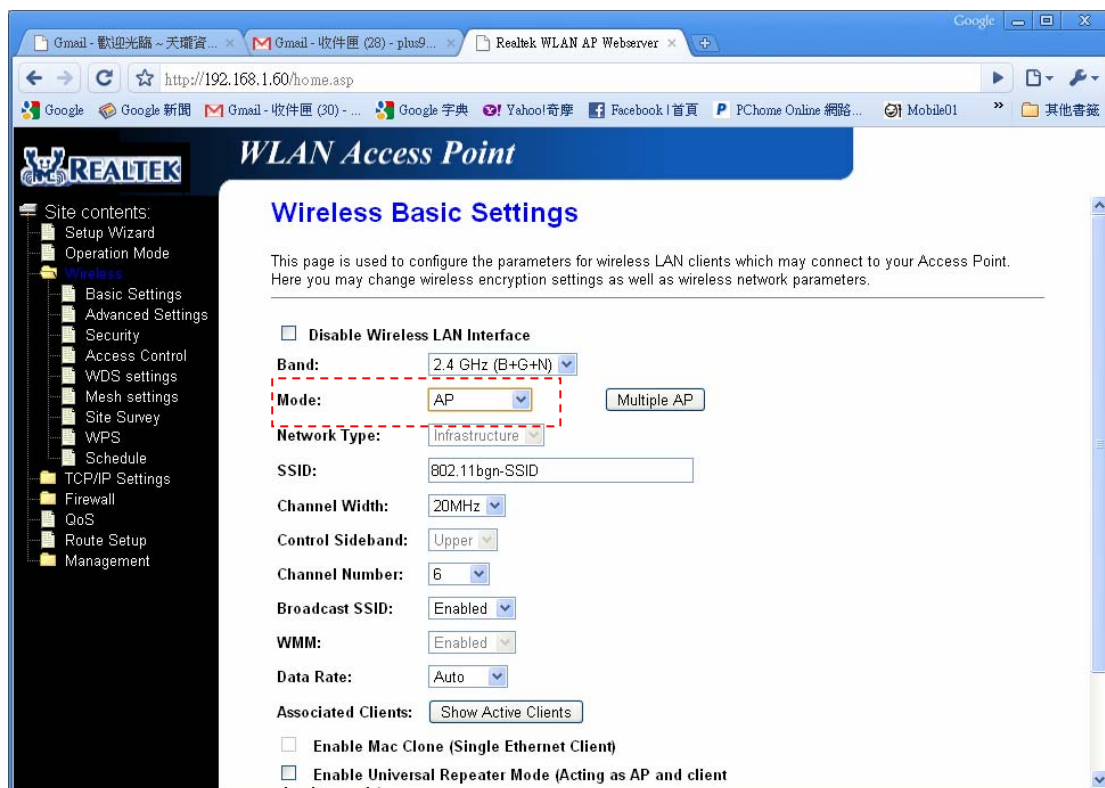 Google
Gmail - 歡迎光臨 ~ 天瓏資...
Gmail - 收件匣 (28) - plus9...
Realtek WLAN AP Webserver
http://192.168.1.60/home.asp
Google
Google 新聞
Gmail - 收件匣 (30) - ...
Google 字典
Yahoo!奇摩
Facebook | 首頁
PChome Online 網路...
Mobile01
»
其他書籤
REALTEK
WLAN Access Point
Site contents:
Setup Wizard
Operation Mode
Wireless
Basic Settings
Advanced Settings
Security
Access Control
WDS settings
Mesh settings
Site Survey
WPS
Schedule
TCP/IP Settings
Firewall
QoS
Route Setup
Management
Wireless Basic Settings
This page is used to configure the parameters for wireless LAN clients which may connect to your Access Point.
Here you may change wireless encryption settings as well as wireless network parameters.
Disable Wireless LAN Interface
Band: 2.4 GHz (B+G+N)
Mode: AP Multiple AP
Network Type: Infrastructure
SSID: 802.11bgn-SSID
Channel Width: 20MHz
Control Sideband: Upper
Channel Number: 6
Broadcast SSID: Enabled
WMM: Enabled
Data Rate: Auto
Associated Clients: Show Active Clients
Enable Mac Clone (Single Ethernet Client)
Enable Universal Repeater Mode (Acting as AP and client